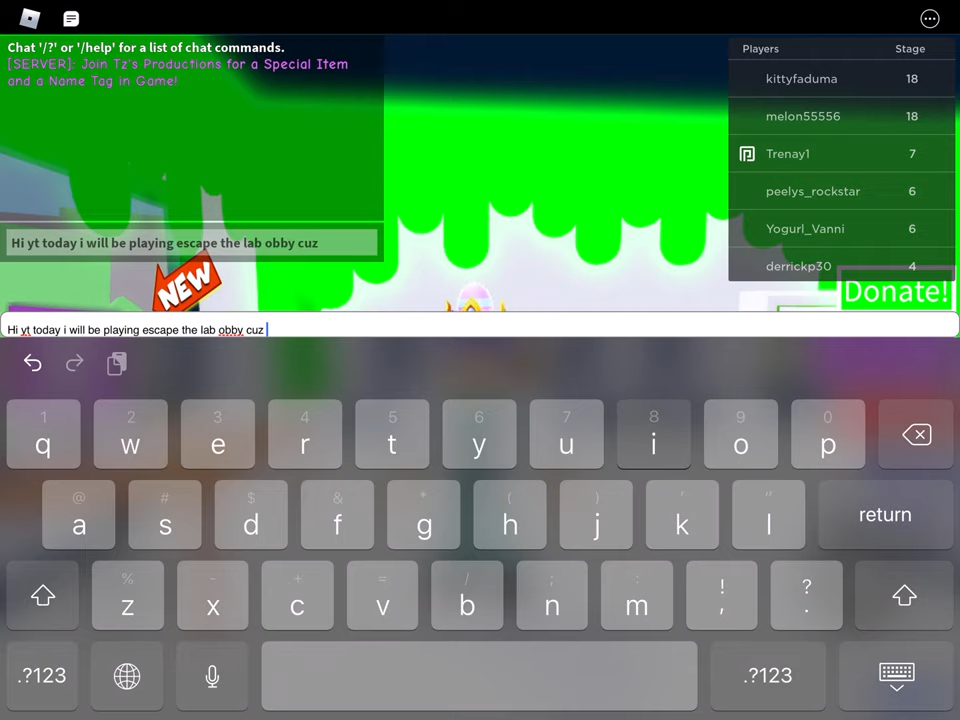 Chat '/?' or '/help' for a list of chat commands.
[SERVER]: Join Tz's Productions for a Special Item
and a Name Tag in Game!
Players Stage
kittyfaduma 18
melon55556 18
Trenay1 7
peelys_rockstar 6
Yogurl_Vanni 6
derrickp30 4
Hi yt today i will be playing escape the lab obby cuz
NEW
Donate!
Hi yt today i will be playing escape the lab obby cuz
1 2 3 4 5 6 7 8 9 0
q w e r t y u i o p
@ # $ & * ( ) ' "
a s d f g h j k l return
% - + = / ; : ! ?
z x c v b n m , .
.?123 .?123